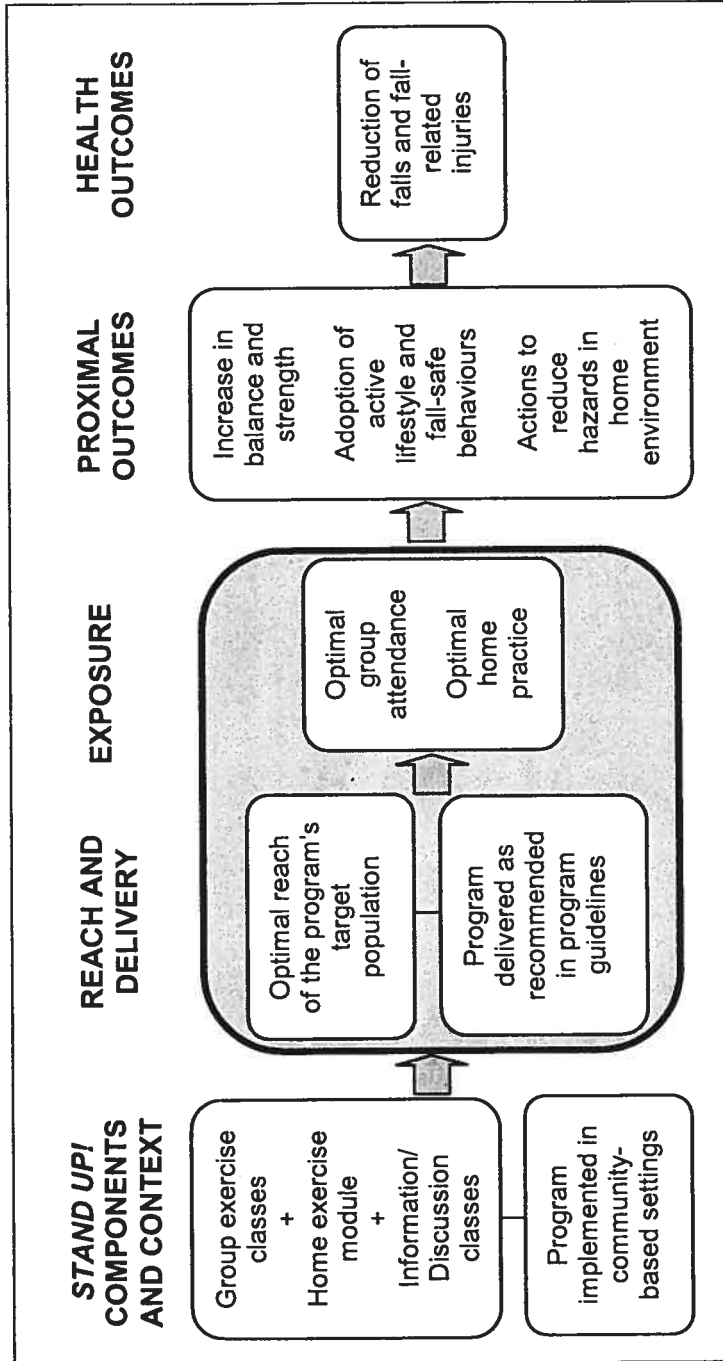 STAND UP!
COMPONENTS
AND CONTEXT
Group exercise
classes
+
Home exercise
module
+
Information/
Discussion
classes
Program
implemented in
community-
based settings
REACH AND
DELIVERY
Optimal reach
of the program's
target
population
Program
delivered as
recommended
in program
guidelines
EXPOSURE
Optimal
group
attendance
Optimal
home
practice
PROXIMAL
OUTCOMES
Increase in
balance and
strength
Adoption of
active
lifestyle and
fall-safe
behaviours
Actions to
reduce
hazards in
home
environment
HEALTH
OUTCOMES
Reduction of
falls and fall-
related
injuries